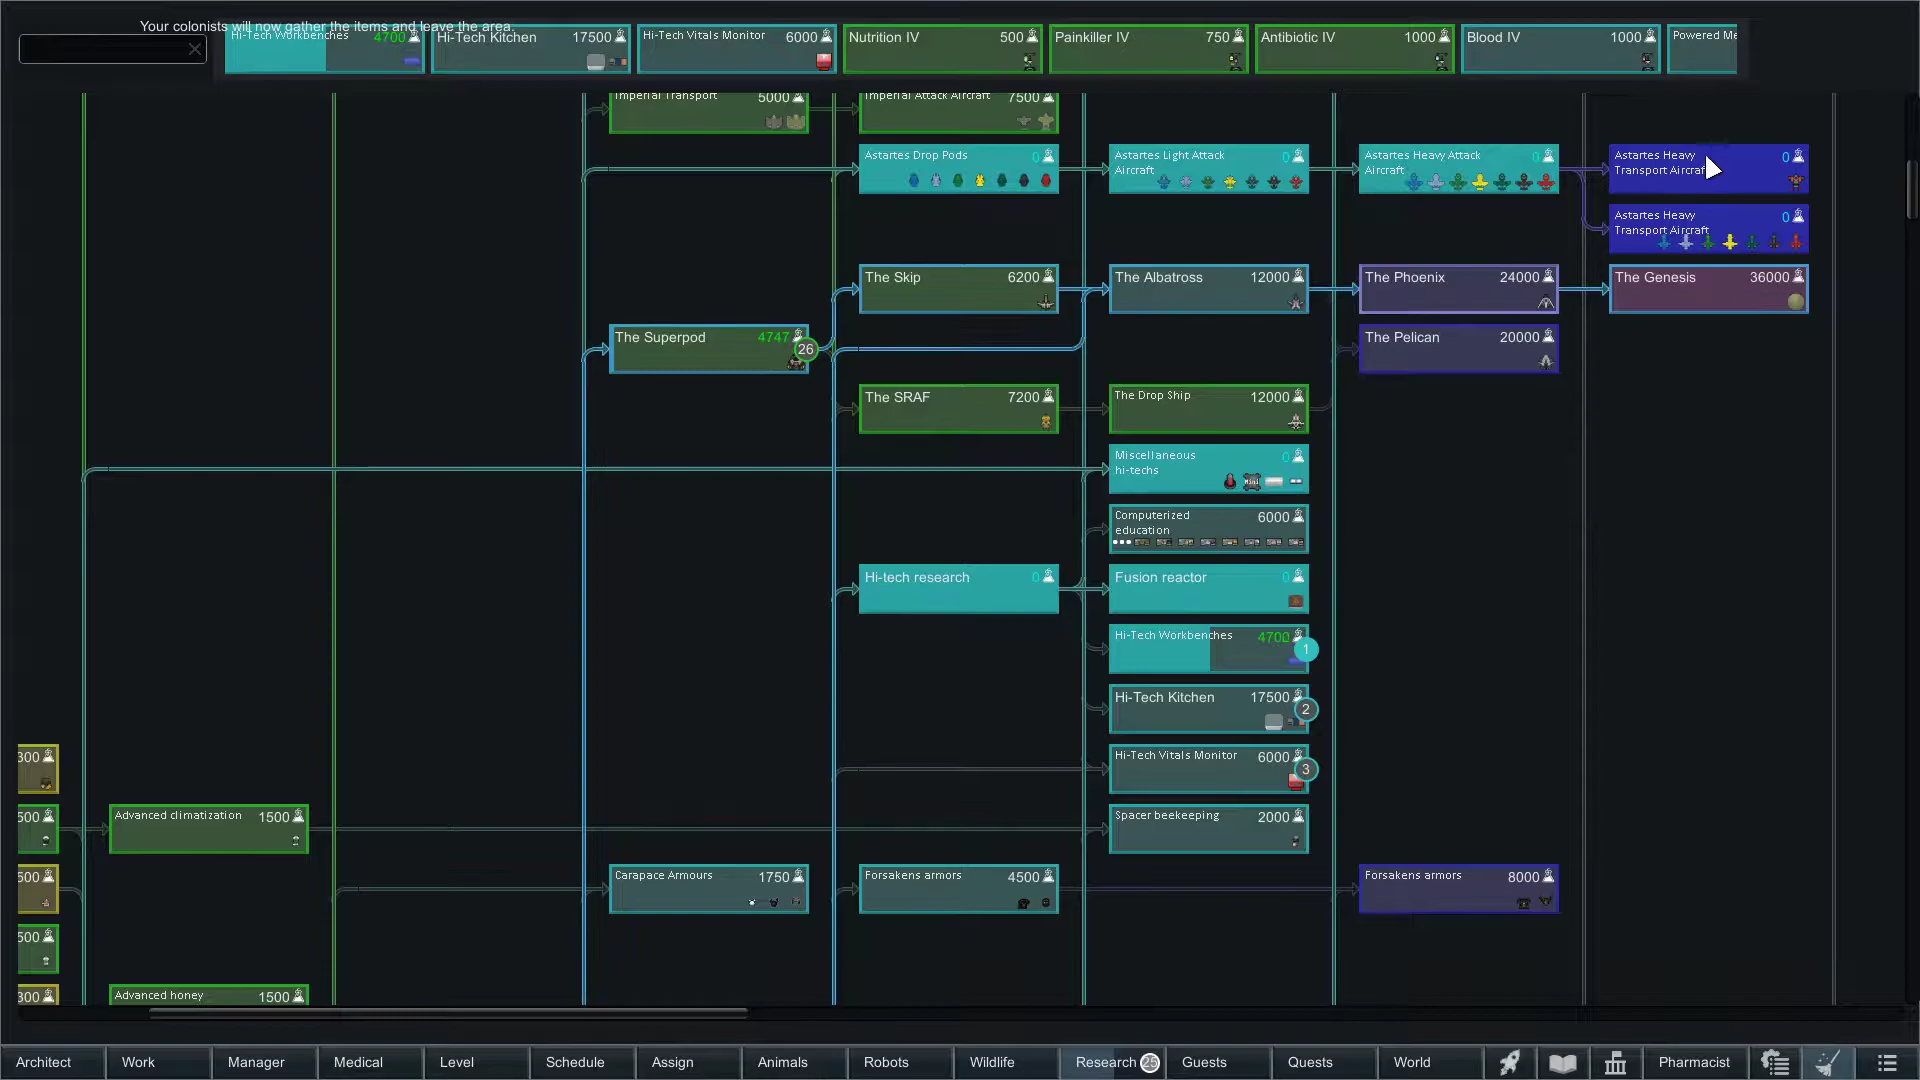 Your colonists will now gather the items and leave the area.
Hi-Tech Workbenches 4700
Hi-Tech Kitchen 17500
Hi-Tech Vitals Monitor 6000
Nutrition IV 500
Painkiller IV 750
Antibiotic IV 1000
Blood IV 1000
Powered Me
Imperial Transport 5000
Imperial Attack Aircraft 7500
Astartes Drop Pods 0
Astartes Light Attack 0
Aircraft
Astartes Heavy Attack 0
Aircraft
Astartes Heavy 0
Transport Aircraft
Astartes Heavy 0
Transport Aircraft
The Skip 6200
The Albatross 12000
The Phoenix 24000
The Genesis 36000
The Superpod 4747
26
The Pelican 20000
The SRAF 7200
The Drop Ship 12000
Miscellaneous 0
hi-techs
Mini
Computerized 6000
education
Hi-tech research 0
Fusion reactor 0
Hi-Tech Workbenches 4700
1
Hi-Tech Kitchen 17500
2
Hi-Tech Vitals Monitor 6000
3
300
500
Advanced climatization 1500
Spacer beekeeping 2000
500
Carapace Armours 1750
Forsakens armors 4500
Forsakens armors 8000
500
300
Advanced honey 1500
Architect
Work
Manager
Medical
Level
Schedule
Assign
Animals
Robots
Wildlife
Research 25
Guests
Quests
World
Pharmacist